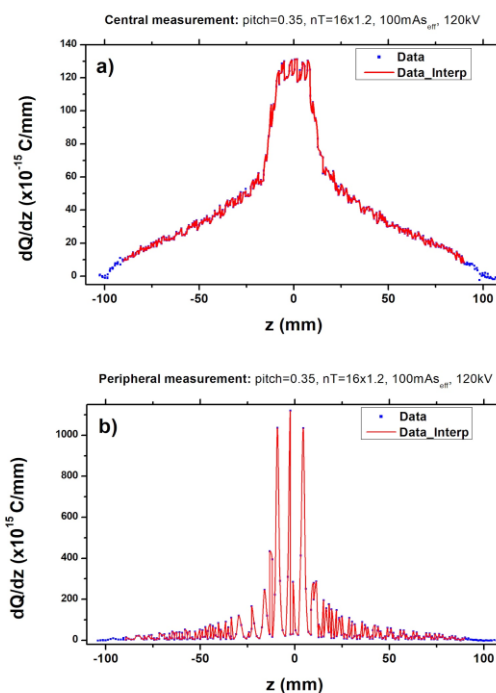 Central measurement: pitch=0.35, nT=16x1.2, 100mAs_eff, 120kV
a)
Data
Data_Interp
140
120
100
80
60
40
20
0
dQ/dz (x10^-15 C/mm)
-100 -50 0 50 100
z (mm)
Peripheral measurement: pitch=0.35, nT=16x1.2, 100mAs_eff, 120kV
b)
Data
Data_Interp
1000
800
600
400
200
0
dQ/dz (x10^15 C/mm)
-100 -50 0 50 100
z (mm)